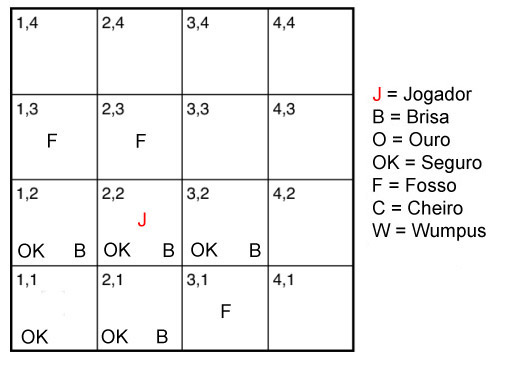 1,4 2,4 3,4 4,4
1,3 2,3 3,3 4,3
F F
1,2 2,2 3,2 4,2
J
OK B OK B OK B
1,1 2,1 3,1 4,1
F
OK OK B
J = Jogador
B = Brisa
O = Ouro
OK = Seguro
F = Fosso
C = Cheiro
W = Wumpus